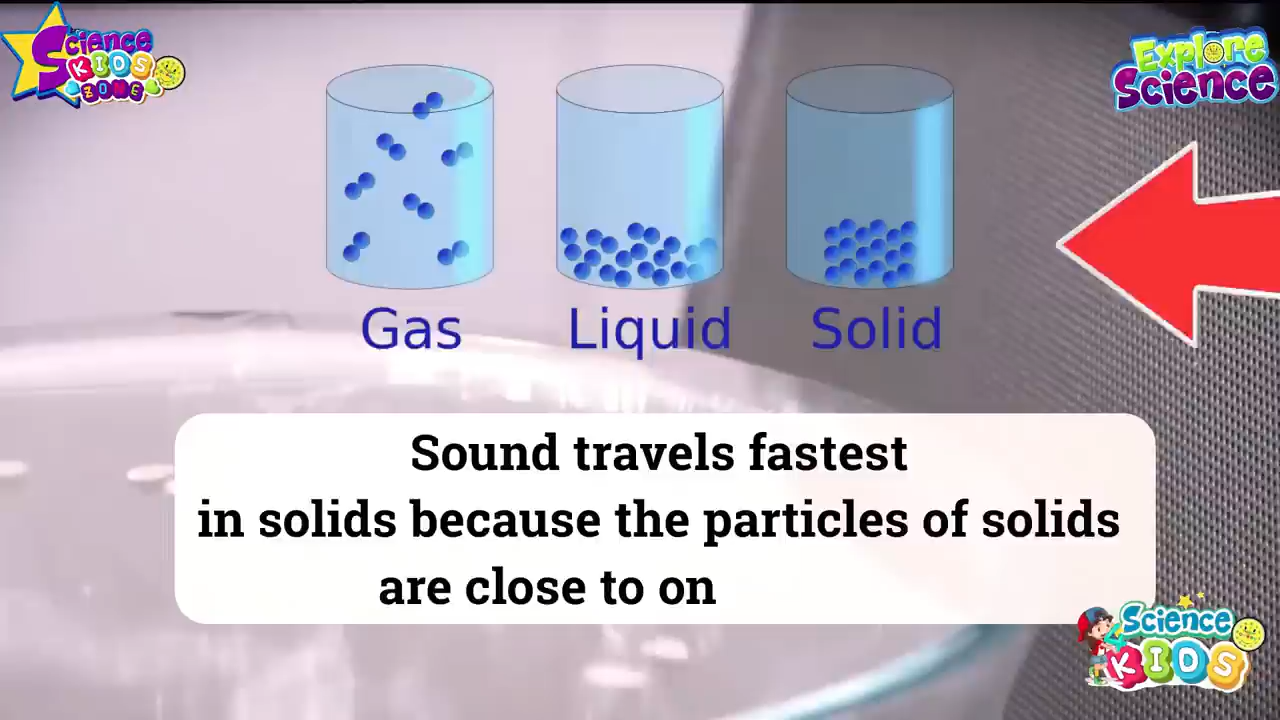 Science
KIDS
ZONE
Explore
Science
Gas
Liquid
Solid
Sound travels fastest
in solids because the particles of solids
are close to on
Science
KIDS